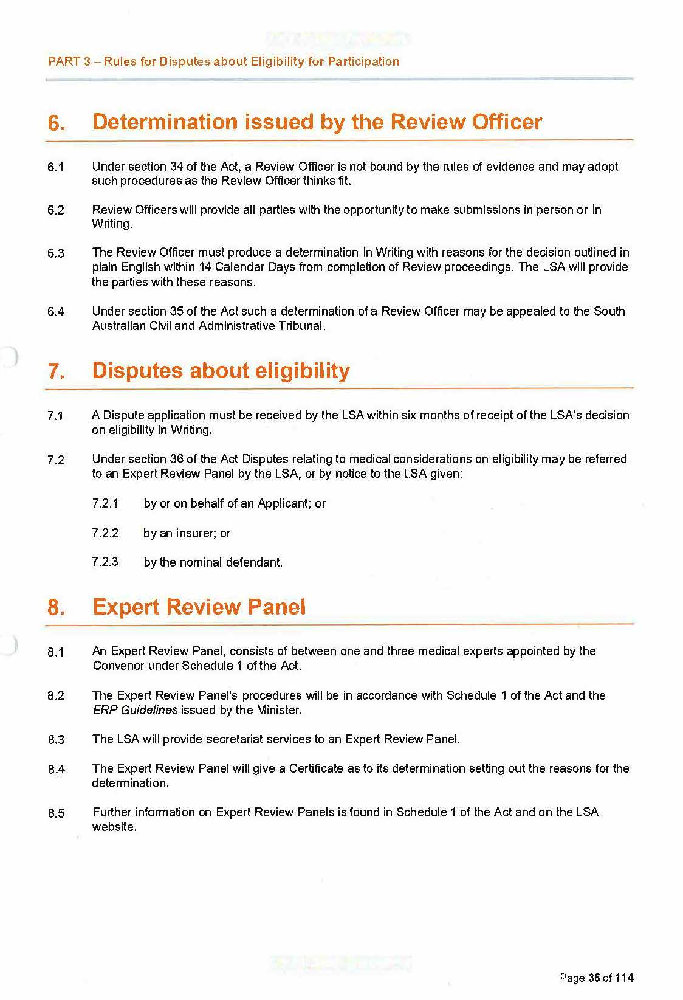 PART 3 – Rules for Disputes about Eligibility for Participation
6. Determination issued by the Review Officer
6.1 Under section 34 of the Act, a Review Officer is not bound by the rules of evidence and may adopt
such procedures as the Review Officer thinks fit.
6.2 Review Officers will provide all parties with the opportunity to make submissions in person or In
Writing.
6.3 The Review Officer must produce a determination In Writing with reasons for the decision outlined in
plain English within 14 Calendar Days from completion of Review proceedings. The LSA will provide
the parties with these reasons.
6.4 Under section 35 of the Act such a determination of a Review Officer may be appealed to the South
Australian Civil and Administrative Tribunal.
7. Disputes about eligibility
7.1 A Dispute application must be received by the LSA within six months of receipt of the LSA's decision
on eligibility In Writing.
7.2 Under section 36 of the Act Disputes relating to medical considerations on eligibility may be referred
to an Expert Review Panel by the LSA, or by notice to the LSA given:
7.2.1 by or on behalf of an Applicant; or
7.2.2 by an insurer; or
7.2.3 by the nominal defendant.
8. Expert Review Panel
8.1 An Expert Review Panel, consists of between one and three medical experts appointed by the
Convenor under Schedule 1 of the Act.
8.2 The Expert Review Panel's procedures will be in accordance with Schedule 1 of the Act and the
ERP Guidelines issued by the Minister.
8.3 The LSA will provide secretariat services to an Expert Review Panel.
8.4 The Expert Review Panel will give a Certificate as to its determination setting out the reasons for the
determination.
8.5 Further information on Expert Review Panels is found in Schedule 1 of the Act and on the LSA
website.
Page 35 of 114